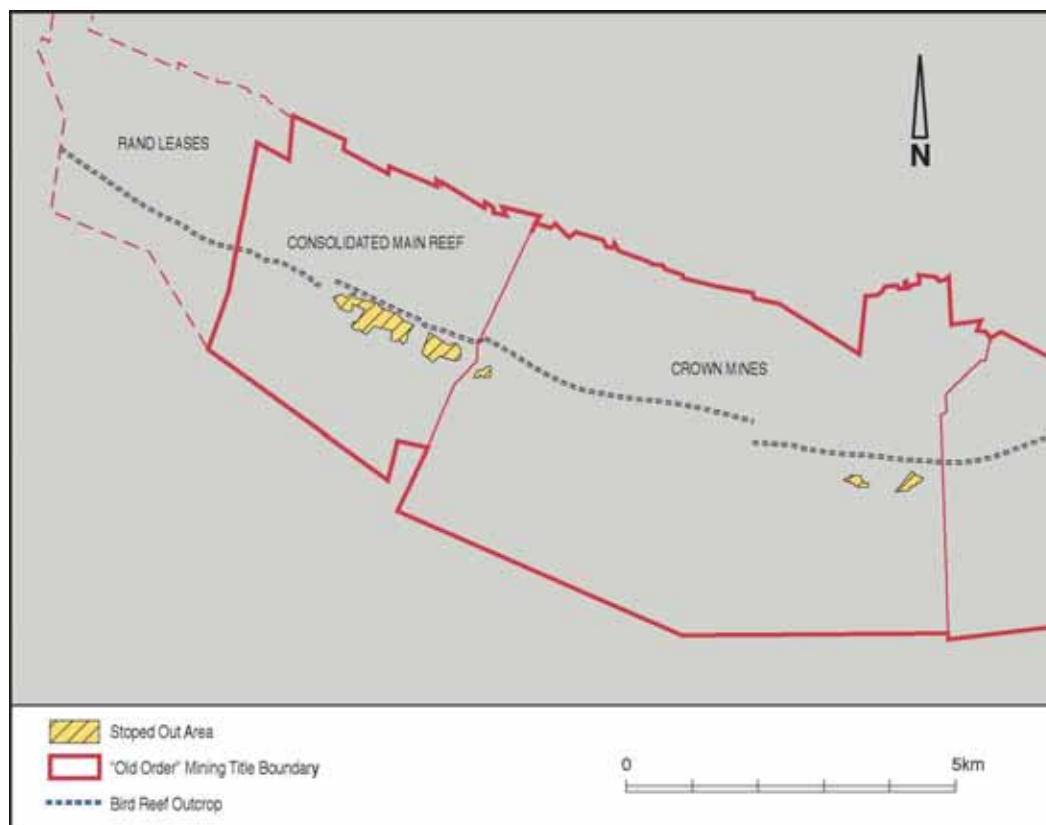 RAND LEASES
N
CONSOLIDATED MAIN REEF
CROWN MINES
Stoped Out Area
"Old Order" Mining Title Boundary
Bird Reef Outcrop
0 5km